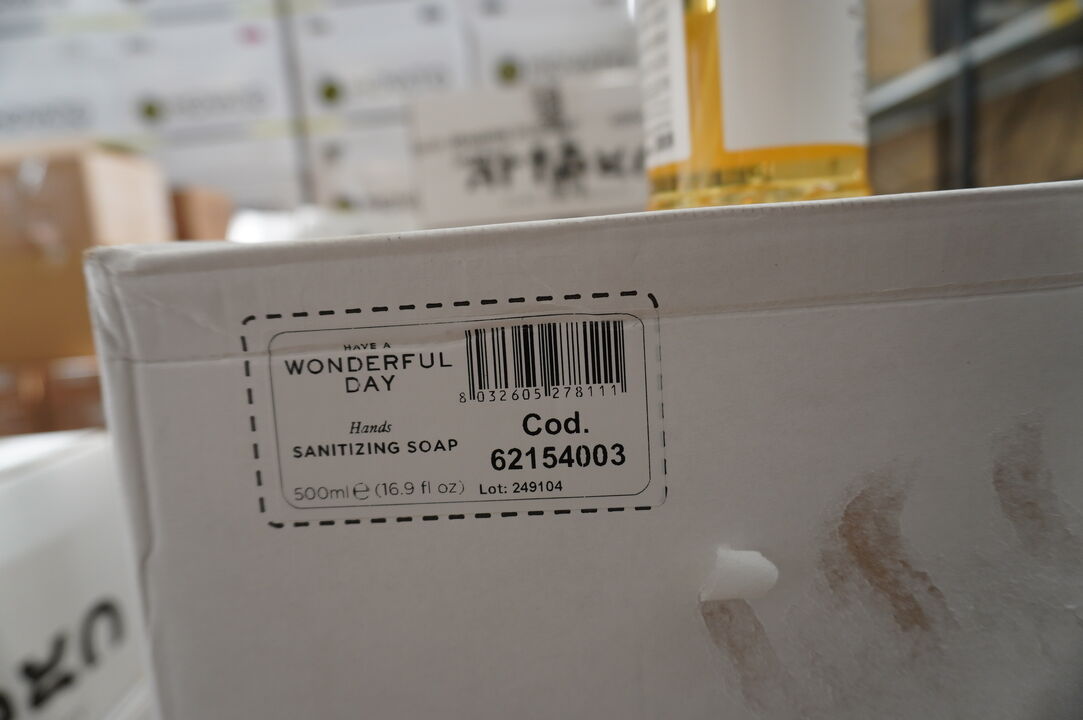 HAVE A
WONDERFUL
DAY
Hands
SANITIZING SOAP
500ml ℮ (16.9 fl oz)
8 032605 278111
Cod.
62154003
Lot: 249104